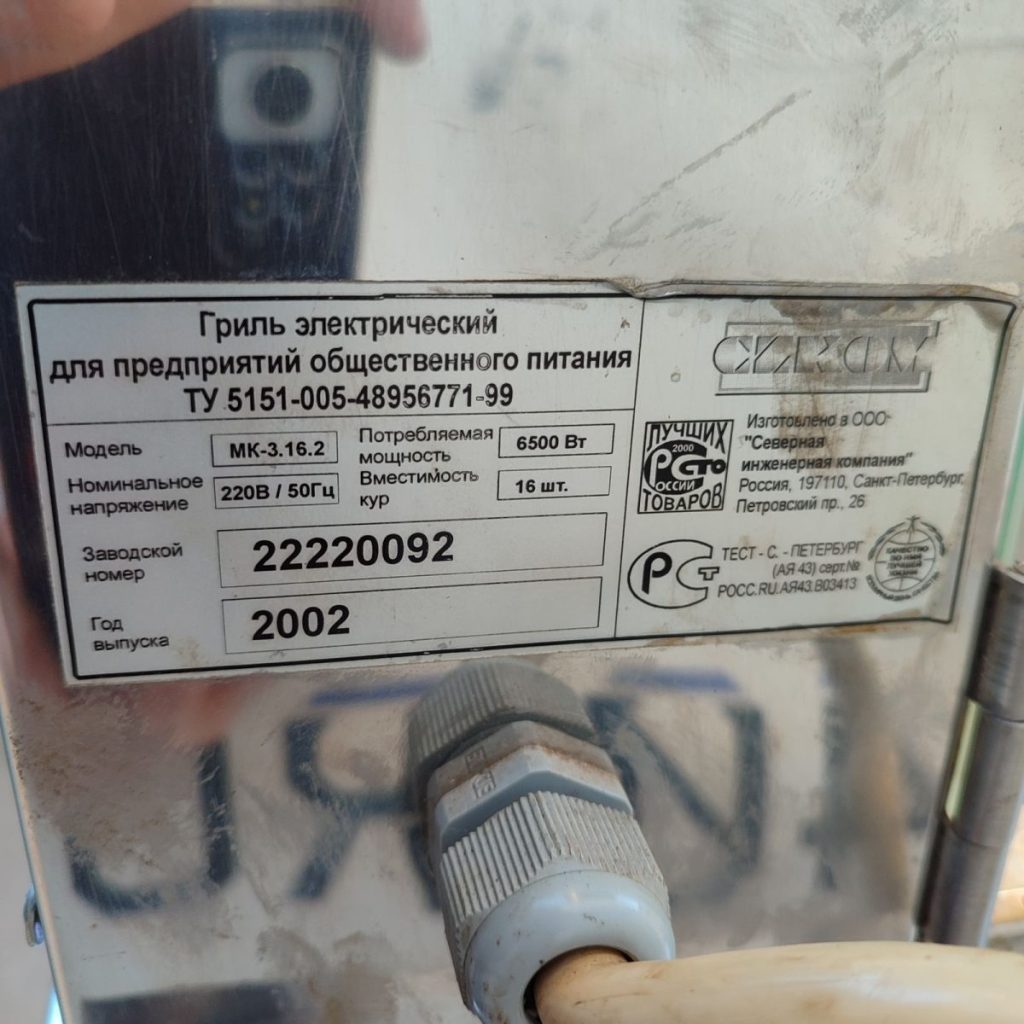 Гриль электрический
для предприятий общественного питания
ТУ 5151-005-48956771-99
Модель
МК-3.16.2
Потребляемая
мощность
6500 Вт
Номинальное
напряжение
220В / 50Гц
Вместимость
кур
16 шт.
Заводской
номер
22220092
Год
выпуска
2002
ЛУЧШИХ
2000
СТО
РОССИИ
ТОВАРОВ
Изготовлено в ООО
"Северная
инженерная компания"
Россия, 197110, Санкт-Петербург,
Петровский пр., 26
РСТ
ТЕСТ - С. - ПЕТЕРБУРГ
(АЯ 43) серт.№
РОСС.RU.АЯ43.В03413